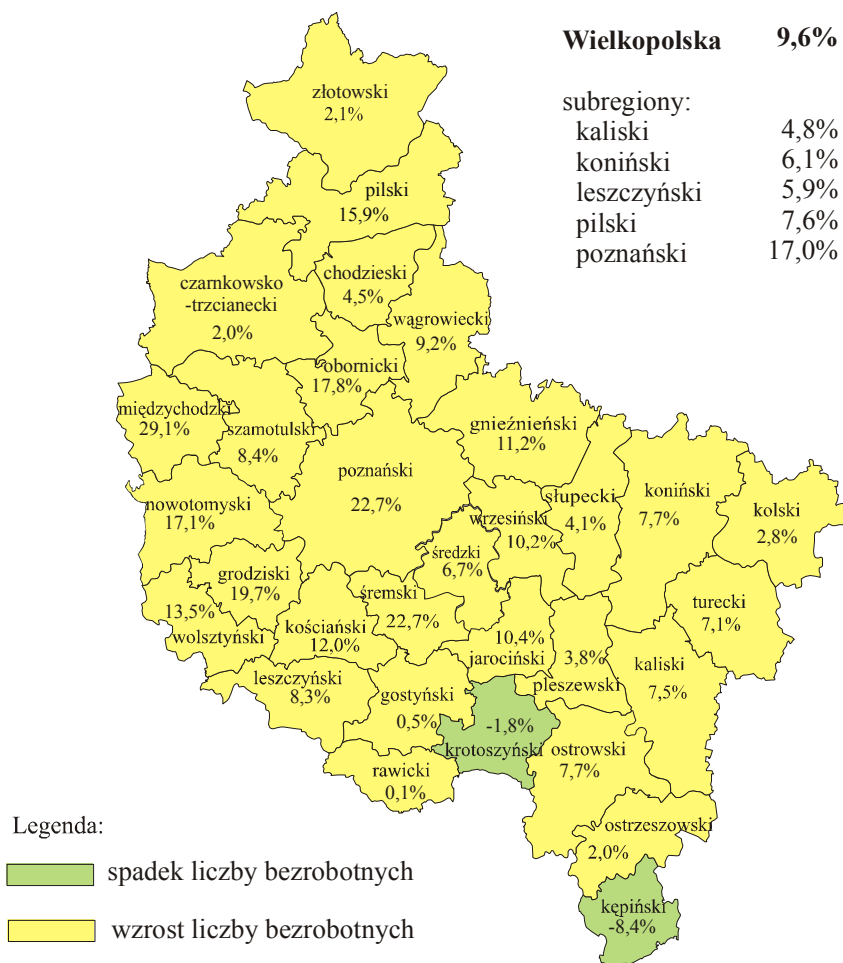 Wielkopolska 9,6%
subregiony:
kaliski 4,8%
koniński 6,1%
leszczyński 5,9%
pilski 7,6%
poznański 17,0%
złotowski
2,1%
pilski
15,9%
czarnkowsko
-trzcianecki
2,0%
chodzieski
4,5%
wągrowiecki
9,2%
obornicki
17,8%
międzychodzki
29,1%
szamotulski
8,4%
poznański
22,7%
gnieźnieński
11,2%
nowotomyski
17,1%
wrzesiński
10,2%
słupecki
4,1%
koniński
7,7%
kolski
2,8%
średzki
6,7%
grodziski
19,7%
śremski
22,7%
13,5%
wolsztyński
kościański
12,0%
10,4%
jarociński
3,8%
pleszewski
turecki
7,1%
kaliski
7,5%
leszczyński
8,3%
gostyński
0,5%
-1,8%
krotoszyński
ostrowski
7,7%
rawicki
0,1%
ostrzeszowski
2,0%
kępiński
-8,4%
Legenda:
spadek liczby bezrobotnych
wzrost liczby bezrobotnych